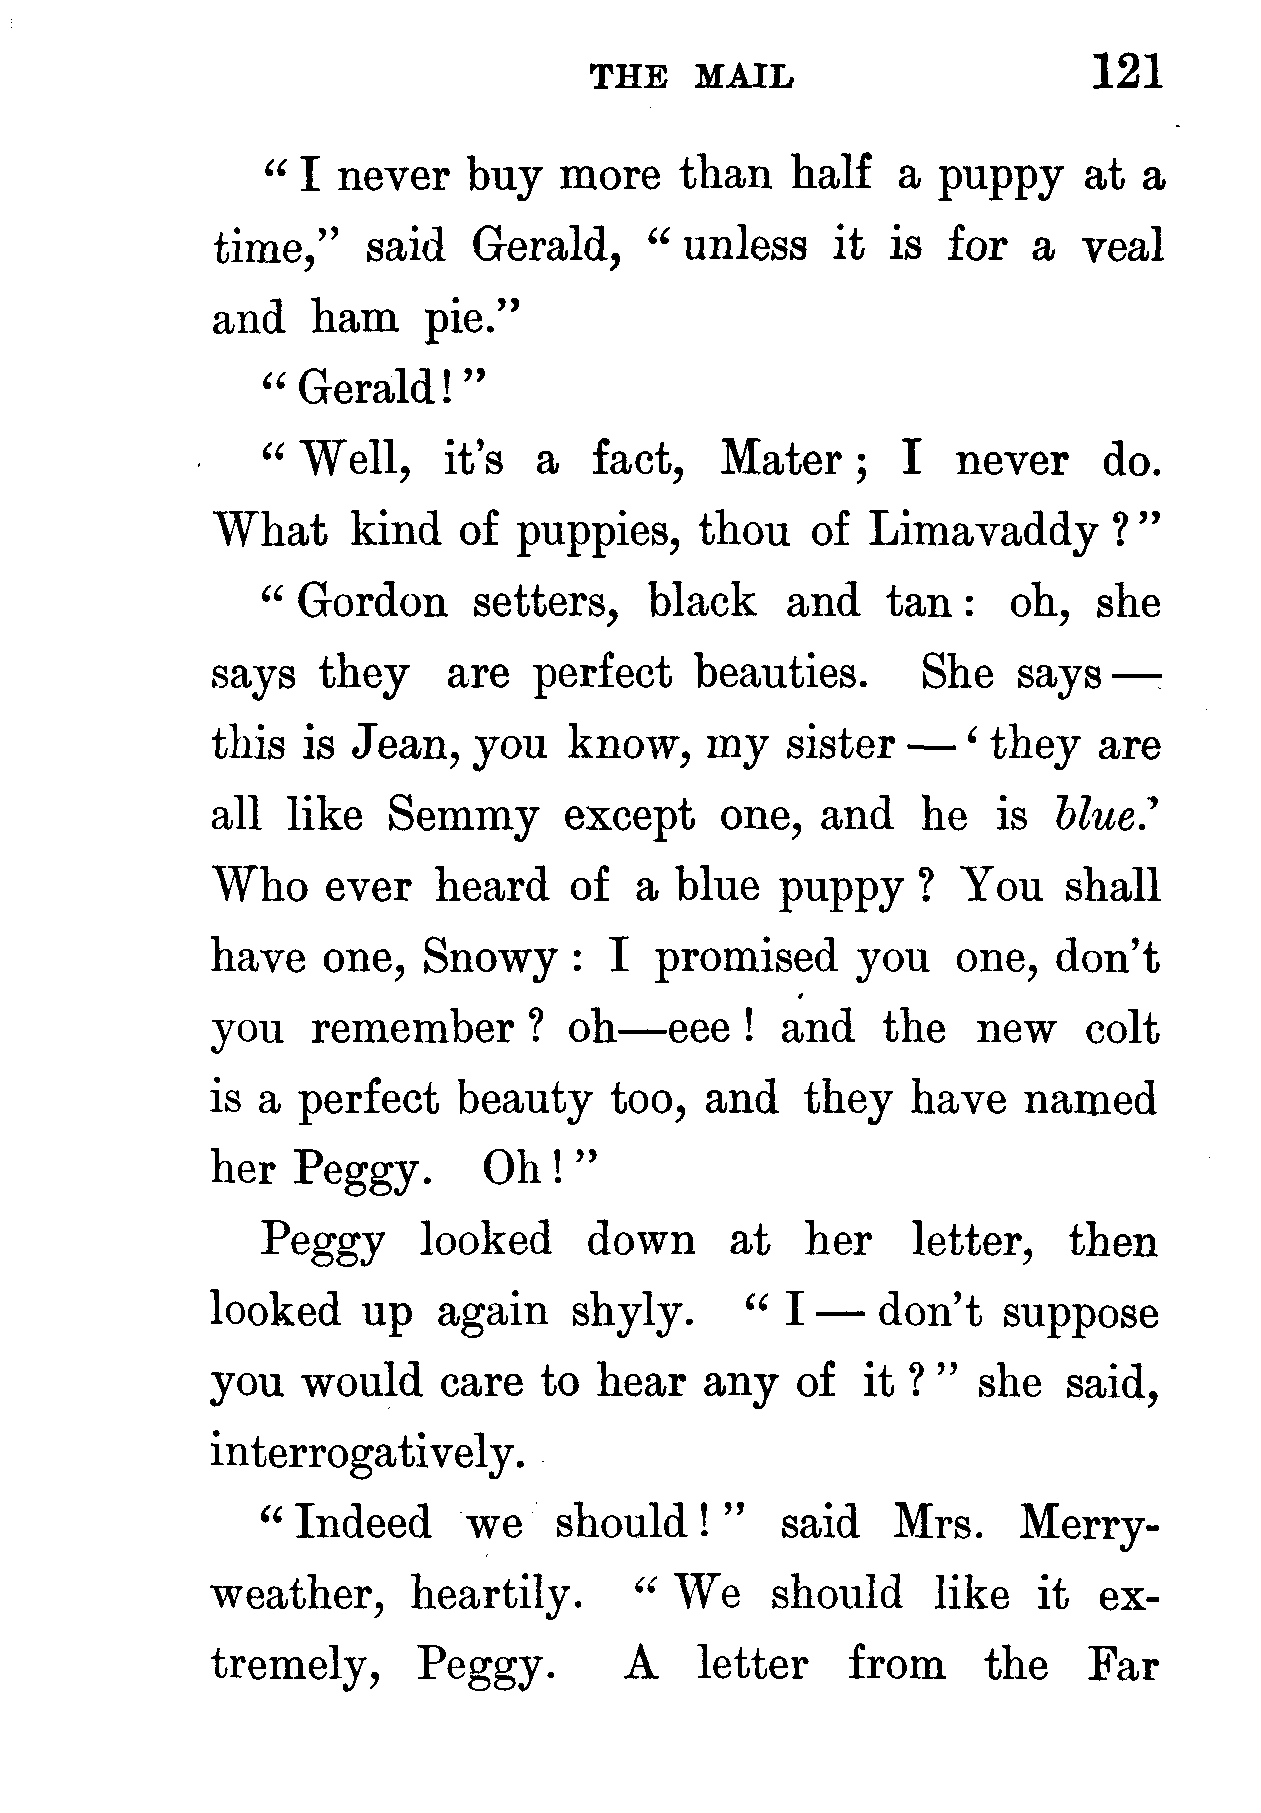 THE MAIL 121
“ I never buy more than half a puppy at a
time,” said Gerald, “ unless it is for a veal
and ham pie.”
“ Gerald! ”
“ Well, it’s a fact, Mater ; I never do.
What kind of puppies, thou of Limavaddy ? ”
“ Gordon setters, black and tan : oh, she
says they are perfect beauties. She says —
this is Jean, you know, my sister — ‘ they are
all like Semmy except one, and he is blue.’
Who ever heard of a blue puppy ? You shall
have one, Snowy : I promised you one, don’t
you remember ? oh—eee ! and the new colt
is a perfect beauty too, and they have named
her Peggy. Oh ! ”
Peggy looked down at her letter, then
looked up again shyly. “ I — don’t suppose
you would care to hear any of it ? ” she said,
interrogatively.
“ Indeed we should ! ” said Mrs. Merry-
weather, heartily. “ We should like it ex-
tremely, Peggy. A letter from the Far